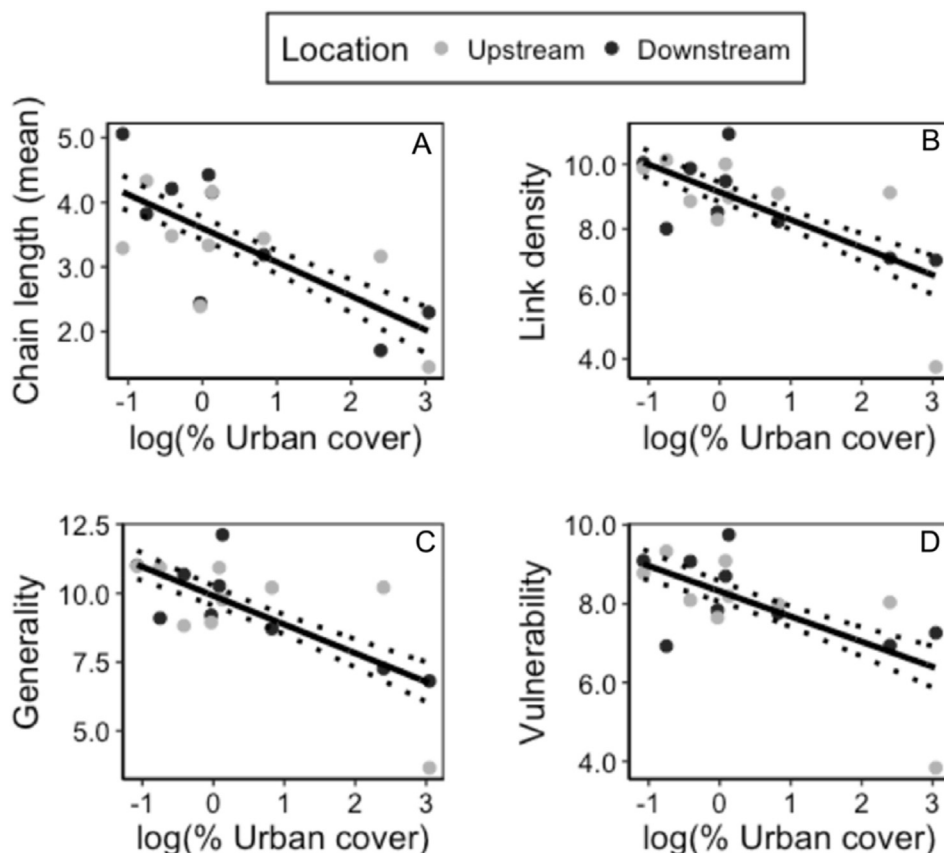 Location Upstream Downstream
A
Chain length (mean)
5.0
4.0
3.0
2.0
-1 0 1 2 3
log(% Urban cover)
B
Link density
10.0
8.0
6.0
4.0
-1 0 1 2 3
log(% Urban cover)
C
Generality
12.5
10.0
7.5
5.0
-1 0 1 2 3
log(% Urban cover)
D
Vulnerability
10.0
8.0
6.0
4.0
-1 0 1 2 3
log(% Urban cover)